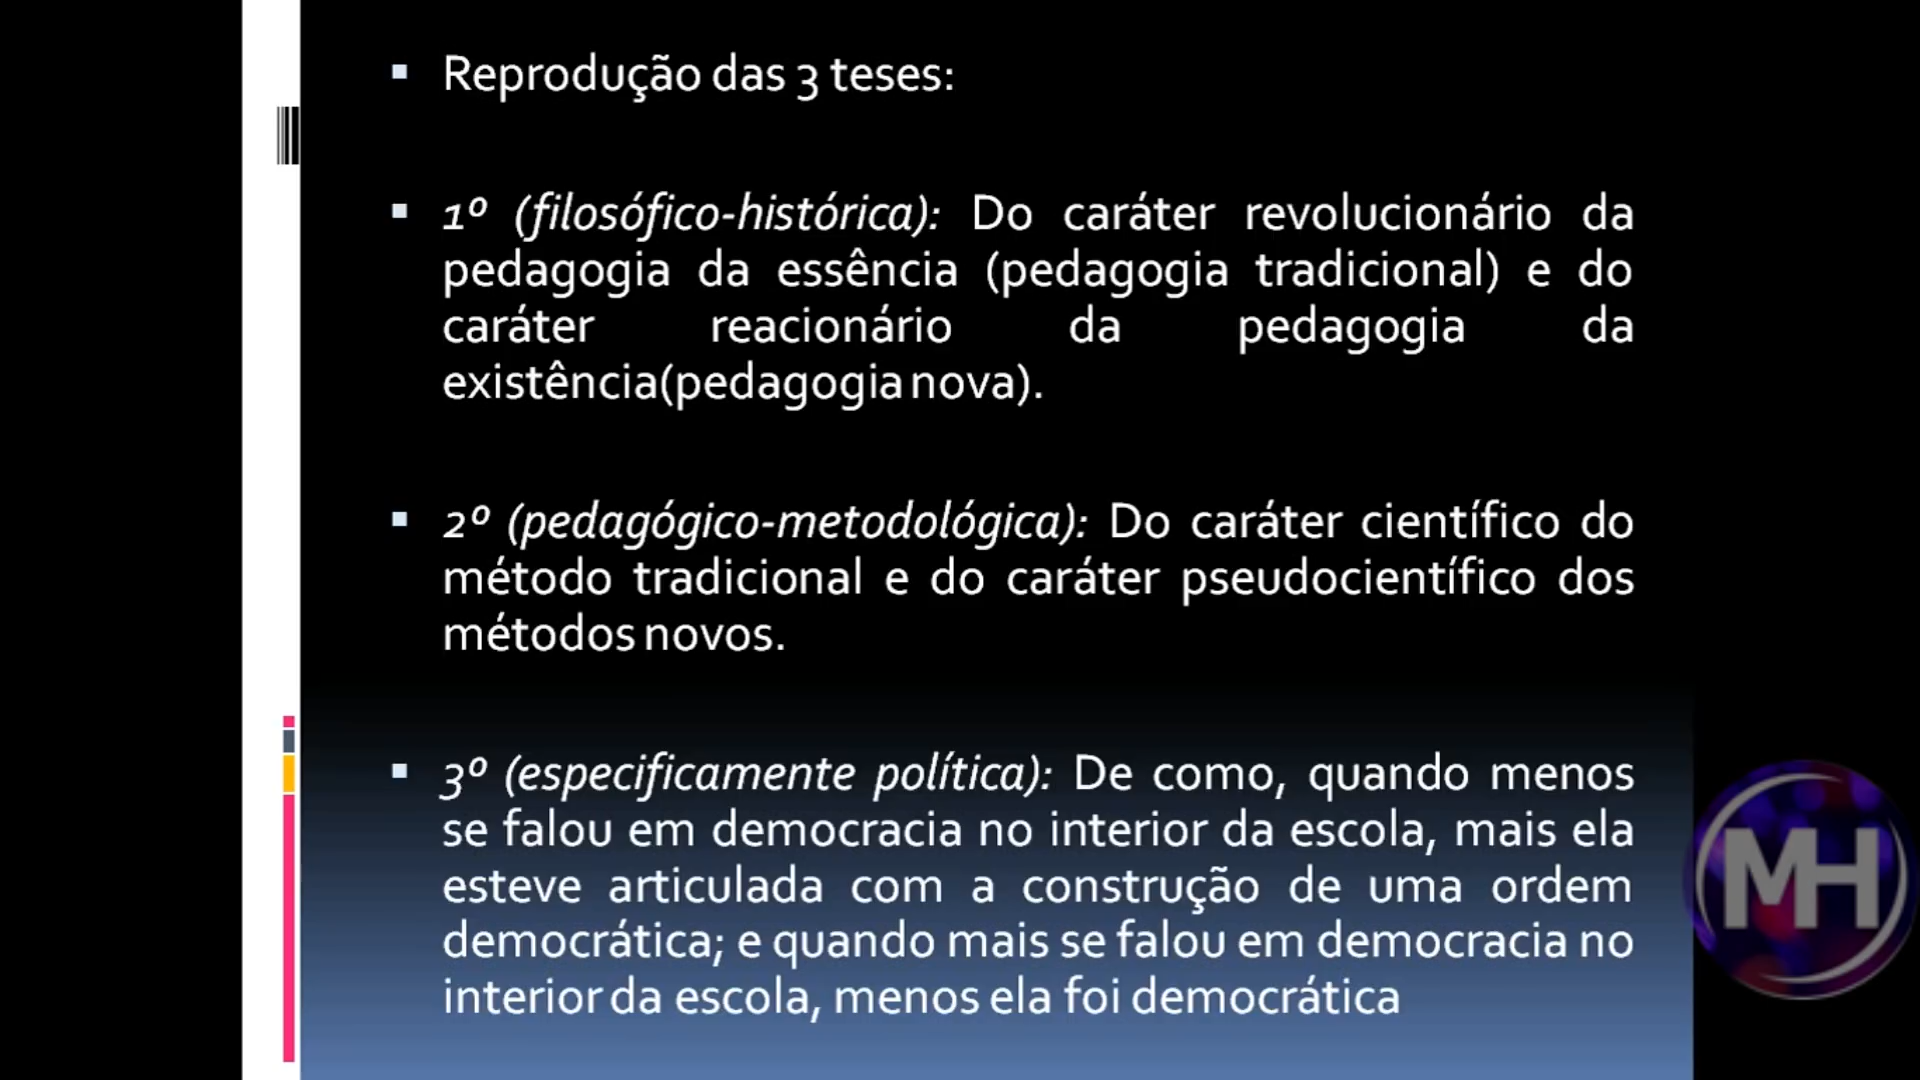 Reprodução das 3 teses:
1º (filosófico-histórica): Do caráter revolucionário da
pedagogia da essência (pedagogia tradicional) e do
caráter reacionário da pedagogia da
existência(pedagogia nova).
2º (pedagógico-metodológica): Do caráter científico do
método tradicional e do caráter pseudocientífico dos
métodos novos.
3º (especificamente política): De como, quando menos
se falou em democracia no interior da escola, mais ela
esteve articulada com a construção de uma ordem
democrática; e quando mais se falou em democracia no
interior da escola, menos ela foi democrática
MH